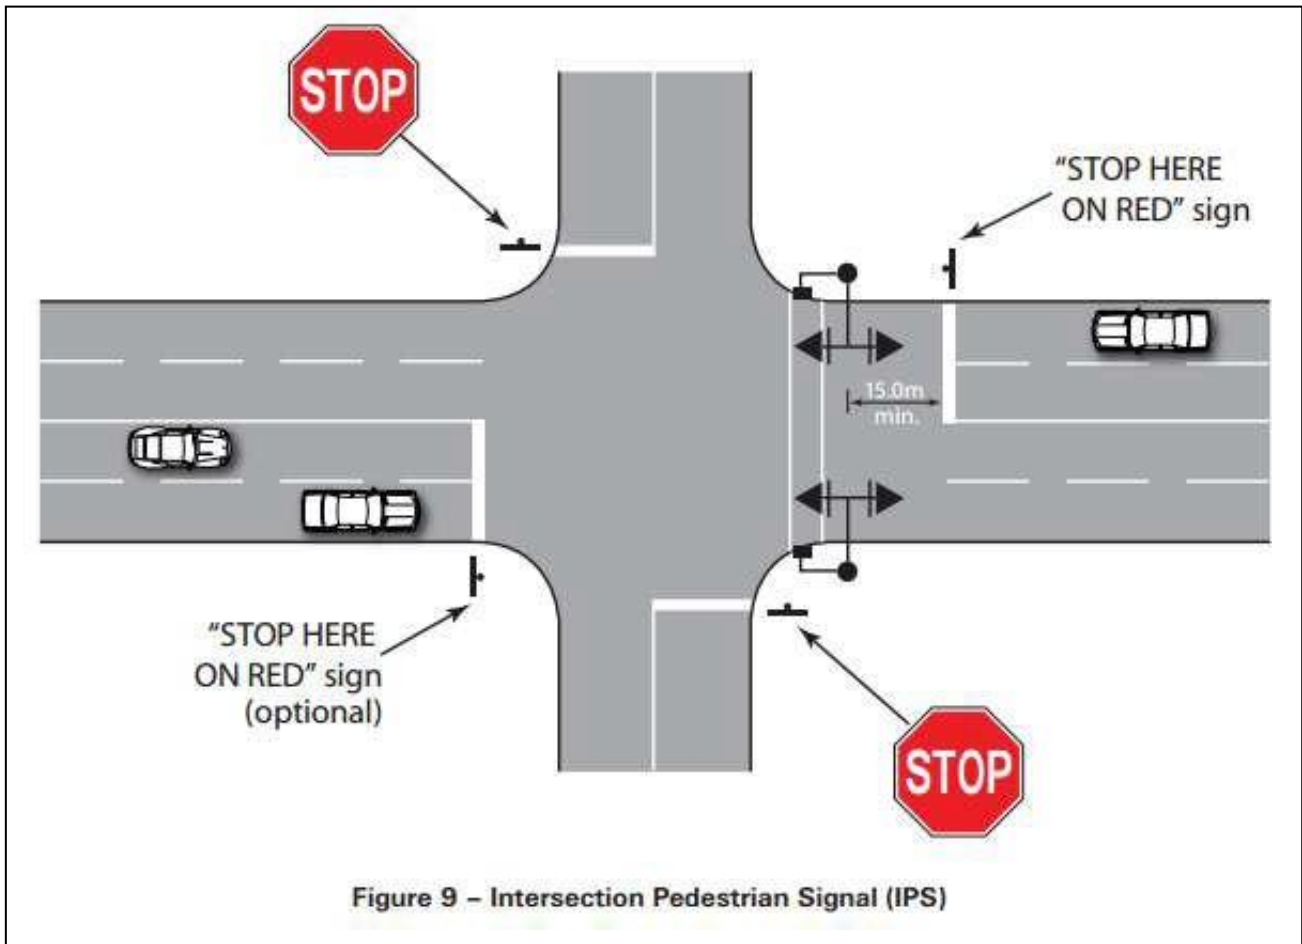 STOP
"STOP HERE
ON RED" sign
15.0m
min.
"STOP HERE
ON RED" sign
(optional)
STOP
Figure 9 – Intersection Pedestrian Signal (IPS)